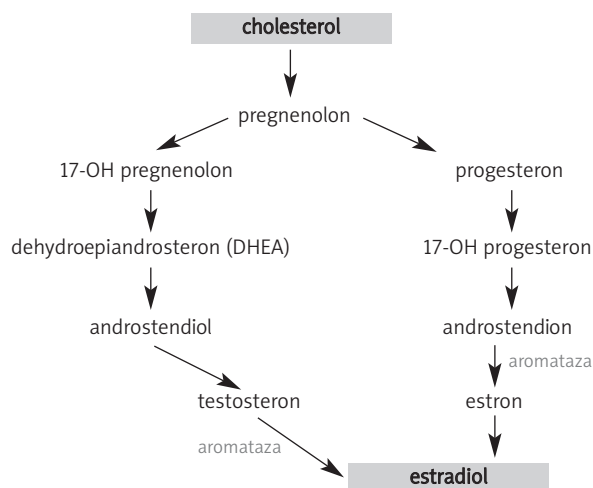 cholesterol
pregnenolon
17-OH pregnenolon
progesteron
dehydroepiandrosteron (DHEA)
17-OH progesteron
androstendiol
androstendion
aromataza
testosteron
estron
aromataza
estradiol